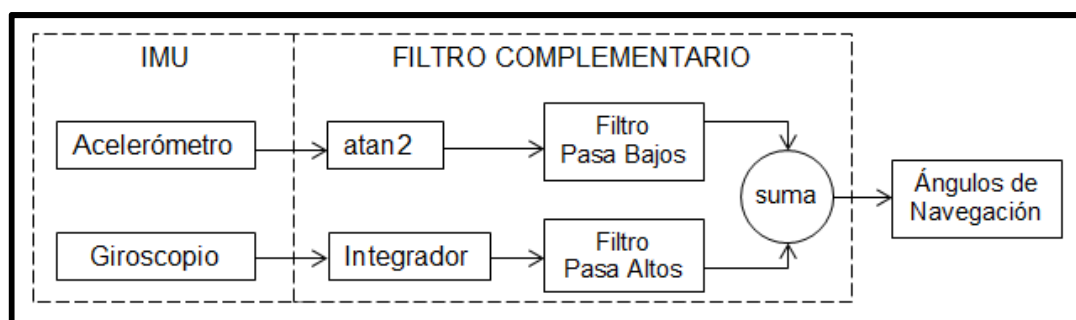 IMU
FILTRO COMPLEMENTARIO
Acelerómetro
atan2
Filtro
Pasa Bajos
suma
Ángulos de
Navegación
Giroscopio
Integrador
Filtro
Pasa Altos